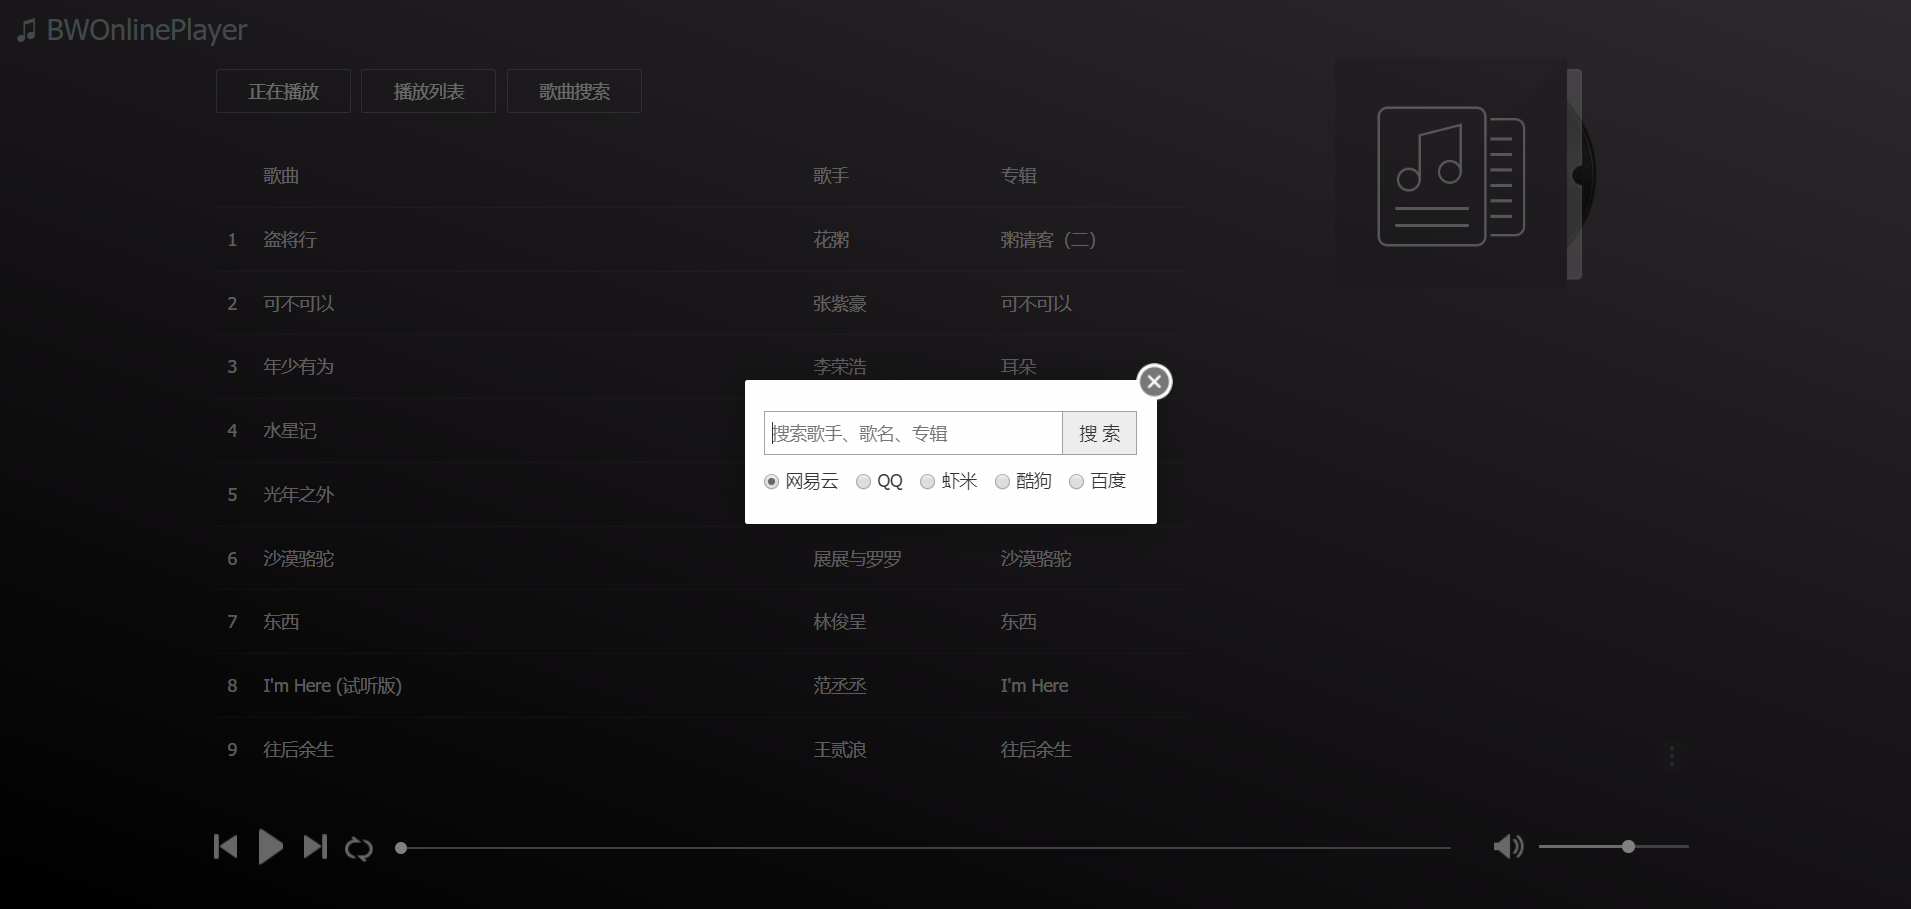 BWOnlinePlayer
正在播放 播放列表 歌曲搜索
歌曲 歌手 专辑
1 盗将行 花粥 粥请客（二）
2 可不可以 张紫豪 可不可以
3 年少有为 李荣浩 耳朵
4 水星记
搜索歌手、歌名、专辑 搜 索
网易云 QQ 虾米 酷狗 百度
5 光年之外
6 沙漠骆驼 展展与罗罗 沙漠骆驼
7 东西 林俊呈 东西
8 I'm Here (试听版) 范丞丞 I'm Here
9 往后余生 王贰浪 往后余生